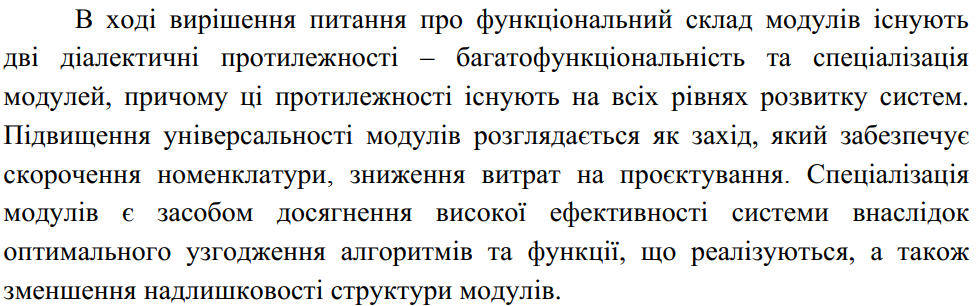 В ході вирішення питання про функціональний склад модулів існують
дві діалектичні протилежності – багатофункціональність та спеціалізація
модулей, причому ці протилежності існують на всіх рівнях розвитку систем.
Підвищення універсальності модулів розглядається як захід, який забезпечує
скорочення номенклатури, зниження витрат на проєктування. Спеціалізація
модулів є засобом досягнення високої ефективності системи внаслідок
оптимального узгодження алгоритмів та функції, що реалізуються, а також
зменшення надлишковості структури модулів.